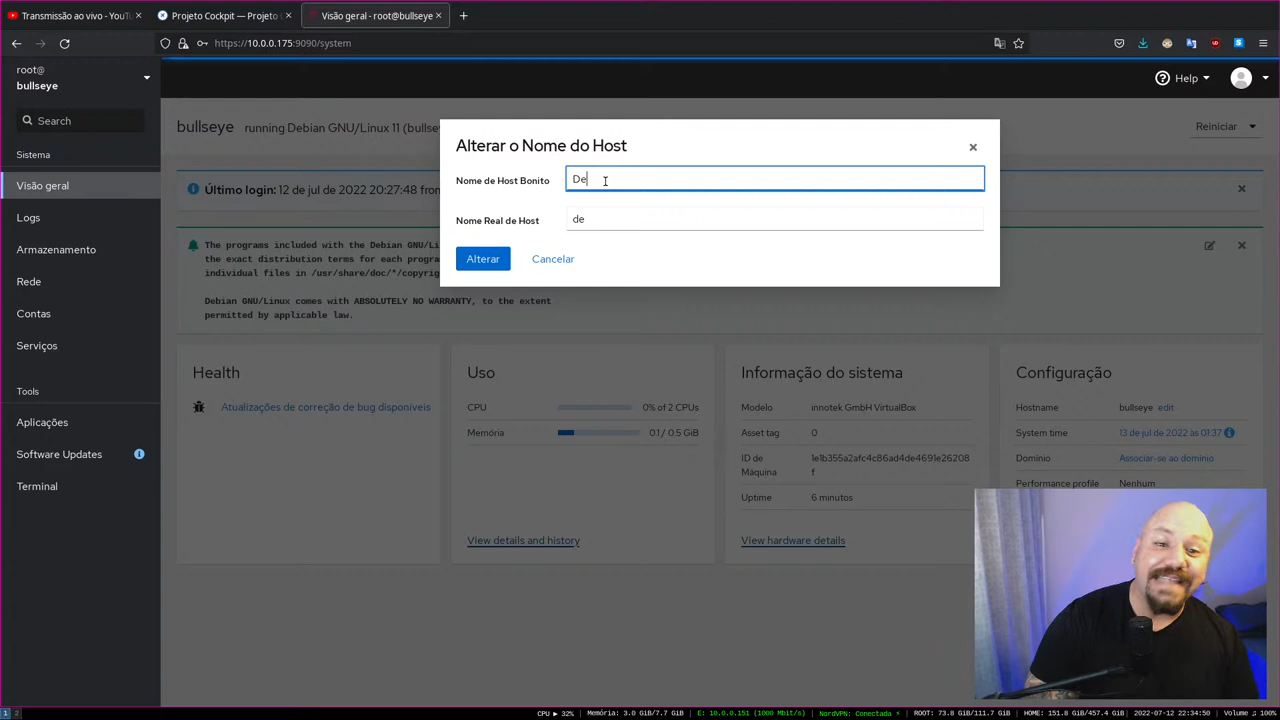 Transmissão ao vivo - YouTu
Projeto Cockpit — Projeto C
Visão geral - root@bullseye
https://10.0.0.175:9090/system
root@
bullseye
Help
Search
bullseye running Debian GNU/Linux 11 (bullsey
Reiniciar
Alterar o Nome do Host
Nome de Host Bonito
De
Nome Real de Host
de
Alterar
Cancelar
Sistema
Visão geral
Logs
Armazenamento
Rede
Contas
Serviços
Tools
Aplicações
Software Updates
Terminal
Último login: 12 de jul de 2022 20:27:48 from
The programs included with the Debian GNU/Li
the exact distribution terms for each progra
individual files in /usr/share/doc/*/copyrig
Debian GNU/Linux comes with ABSOLUTELY NO WARRANTY, to the extent
permitted by applicable law.
Health
Atualizações de correção de bug disponíveis
Uso
CPU 0% of 2 CPUs
Memória 0.1 / 0.5 GiB
View details and history
Informação do sistema
Modelo innotek GmbH VirtualBox
Asset tag 0
ID de Máquina 1e1b355a2afc4c86ad4de4691e26208f
Uptime 6 minutos
View hardware details
Configuração
Hostname bullseye edit
System time 13 de jul de 2022 às 01:37
Domínio Associar-se ao domínio
Performance profile Nenhum
1 2
CPU ▶ 32% Memória: 3.0 GiB/7.7 GiB E: 10.0.0.151 (1000 Mbit/s) NordVPN: Conectada ⚡ ROOT: 73.8 GiB/111.7 GiB HOME: 151.8 GiB/457.4 GiB 2022-07-12 22:34:50 Volume ♫ 100%